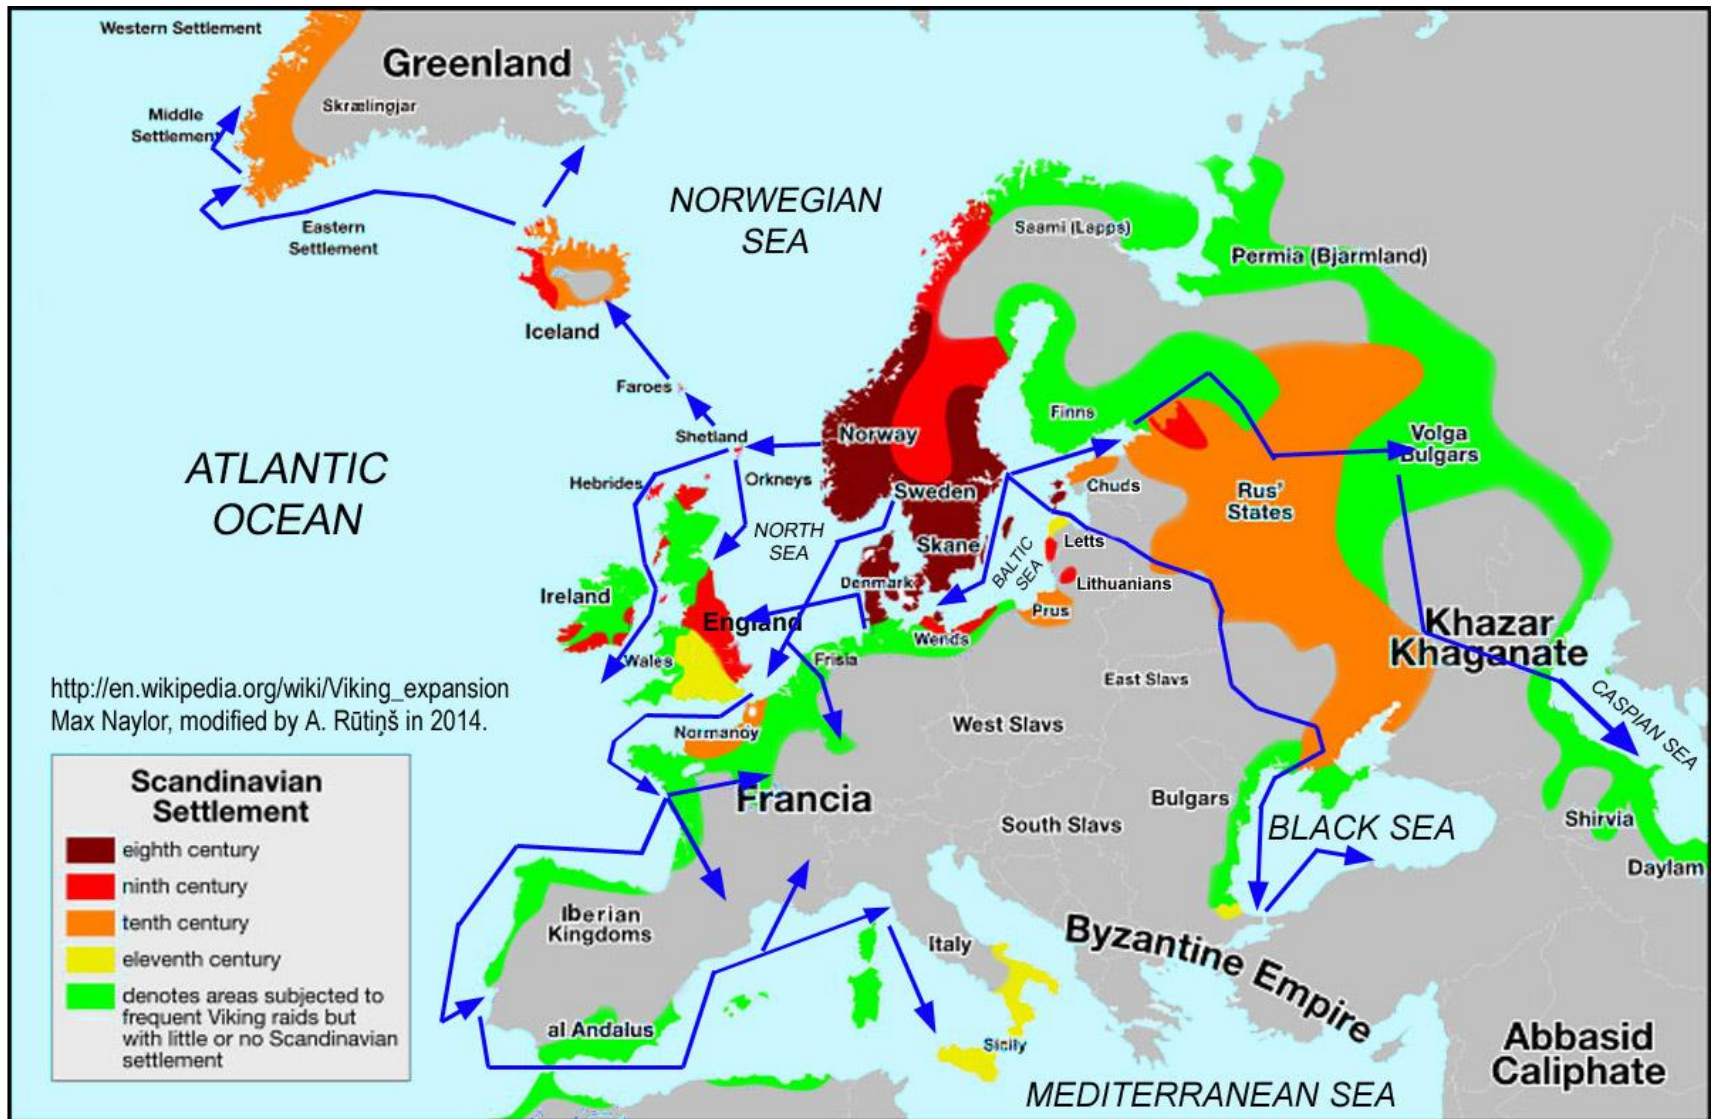 Western Settlement
Greenland
Skrælingjar
Middle
Settlement
Eastern
Settlement
NORWEGIAN
SEA
Saami (Lapps)
Permia (Bjarmland)
Iceland
Faroes
Shetland
Norway
Finns
Volga
Bulgars
ATLANTIC
OCEAN
Hebrides
Orkneys
Sweden
Chuds
Rus'
States
NORTH
SEA
Skane
BALTIC
SEA
Letts
Denmark
Lithuanians
Ireland
England
Prus
Wends
Khazar
Khaganate
Wales
Frisia
East Slavs
CASPIAN SEA
http://en.wikipedia.org/wiki/Viking_expansion
Max Naylor, modified by A. Rūtiņš in 2014.
Normandy
West Slavs
Scandinavian
Settlement
eighth century
ninth century
tenth century
eleventh century
denotes areas subjected to
frequent Viking raids but
with little or no Scandinavian
settlement
Francia
Bulgars
South Slavs
BLACK SEA
Shirvia
Daylam
Iberian
Kingdoms
Italy
Byzantine Empire
al Andalus
Sicily
Abbasid
Caliphate
MEDITERRANEAN SEA